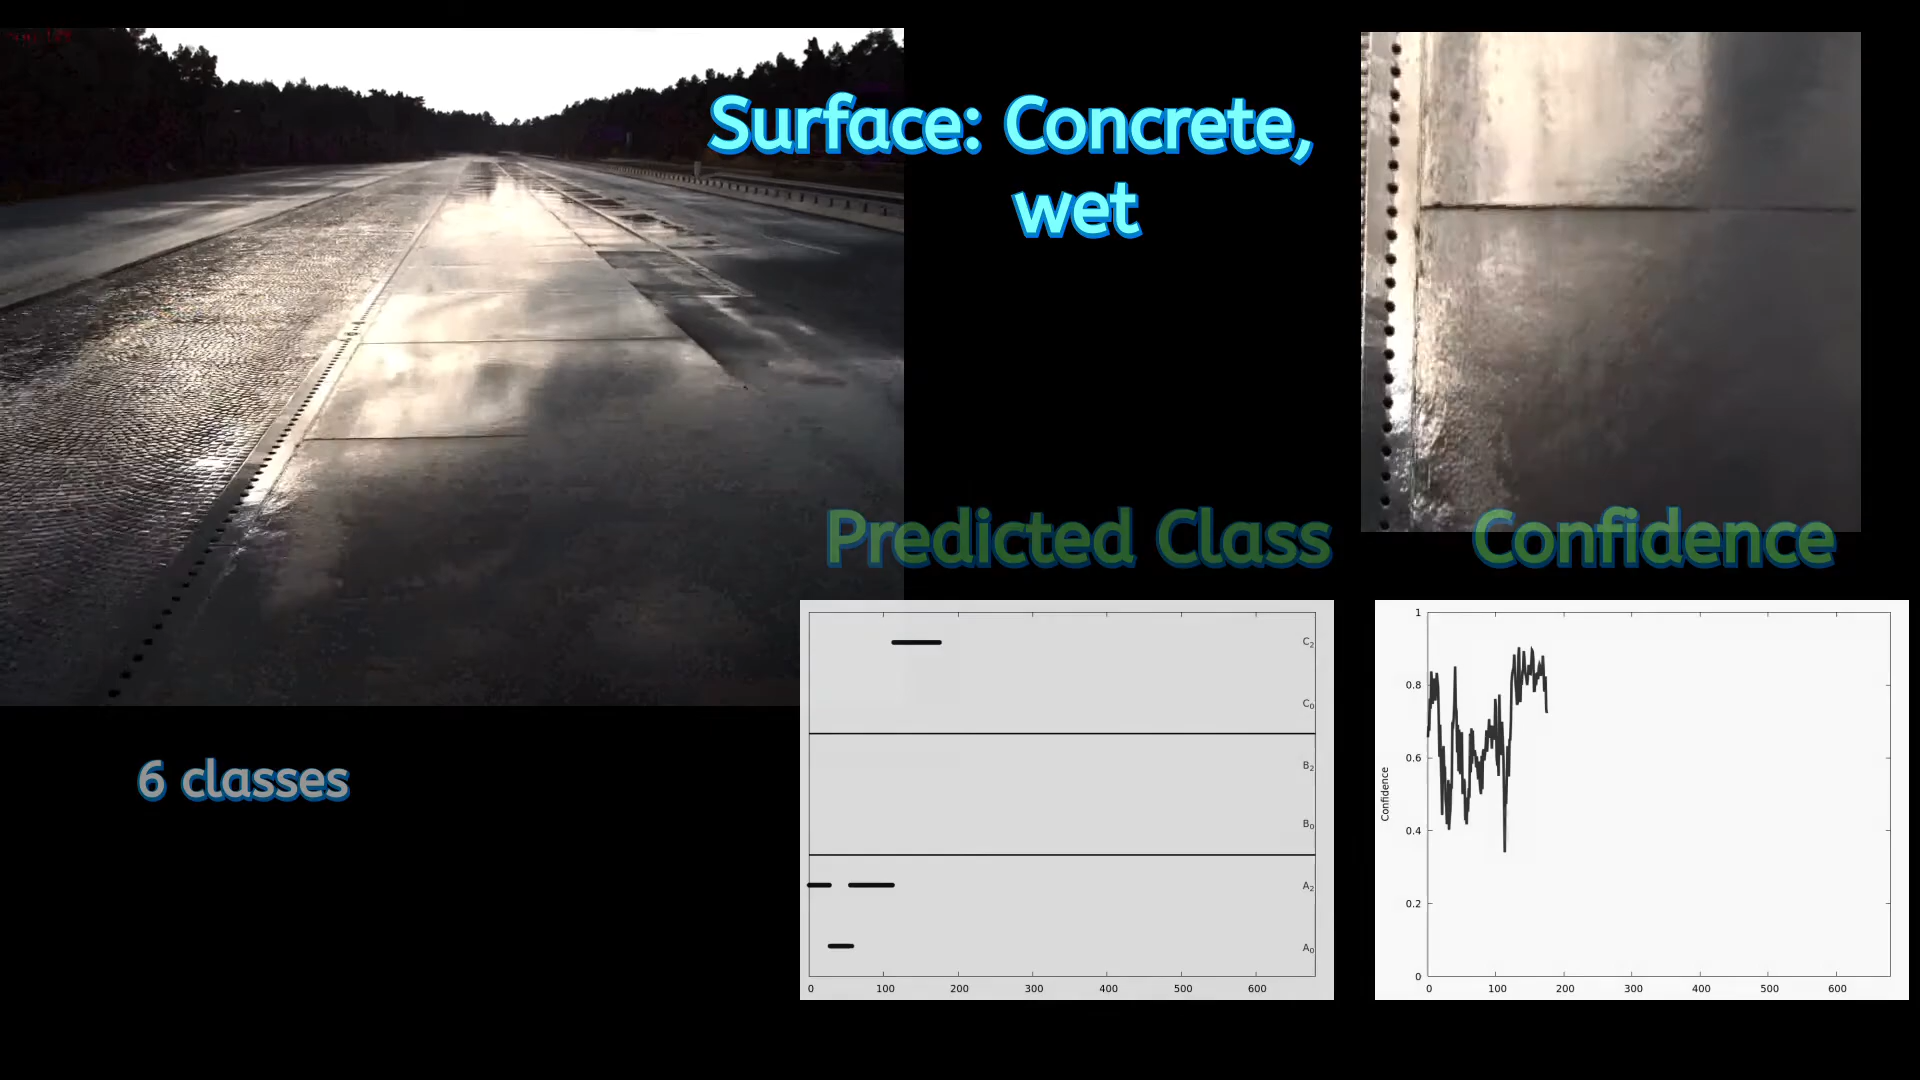 Surface: Concrete,
wet
Predicted Class
Confidence
6 classes
C2
C0
B2
B0
A2
A0
0 100 200 300 400 500 600
1
0.8
0.6
0.4
0.2
0
Confidence
0 100 200 300 400 500 600